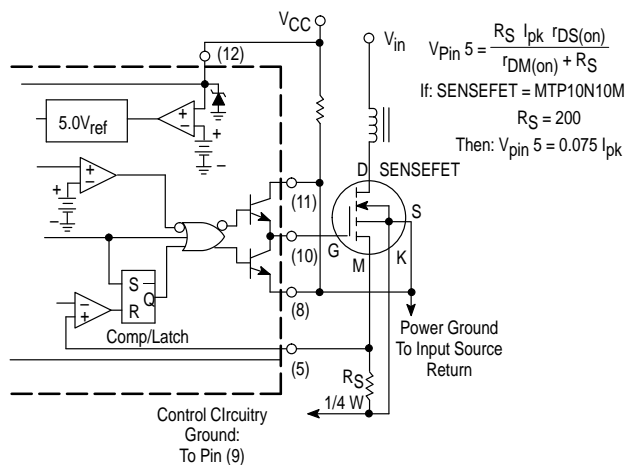 VCC
Vin
(12)
VPin 5 = RS Ipk rDS(on)
rDM(on) + RS
If: SENSEFET = MTP10N10M
RS = 200
Then: Vpin 5 = 0.075 Ipk
5.0Vref
+
–
–
+
+
–
+
–
D SENSEFET
(11)
S
(10)
G
M
K
S
Q
R
–
+
Comp/Latch
(8)
(5)
Power Ground
To Input Source
Return
RS
1/4 W
Control CIrcuitry
Ground:
To Pin (9)